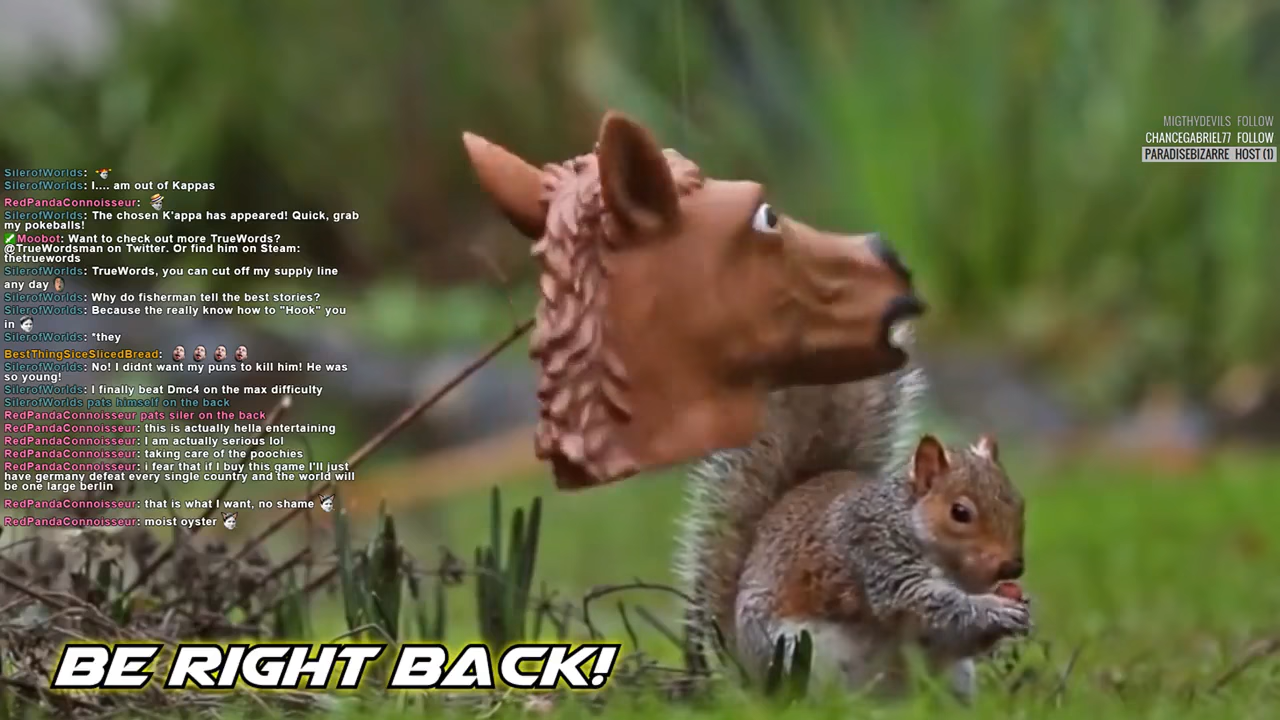 MIGTHYDEVILS FOLLOW
CHANCEGABRIEL77 FOLLOW
PARADISEBIZARRE HOST (1)
SilerofWorlds:
SilerofWorlds: I.... am out of Kappas
RedPandaConnoisseur:
SilerofWorlds: The chosen K'appa has appeared! Quick, grab
my pokeballs!
Moobot: Want to check out more TrueWords?
@TrueWordsman on Twitter. Or find him on Steam:
thetruewords
SilerofWorlds: TrueWords, you can cut off my supply line
any day
SilerofWorlds: Why do fisherman tell the best stories?
SilerofWorlds: Because the really know how to "Hook" you
in
SilerofWorlds: *they
BestThingSiceSlicedBread:
SilerofWorlds: No! I didnt want my puns to kill him! He was
so young!
SilerofWorlds: I finally beat Dmc4 on the max difficulty
SilerofWorlds pats himself on the back
RedPandaConnoisseur pats siler on the back
RedPandaConnoisseur: this is actually hella entertaining
RedPandaConnoisseur: I am actually serious lol
RedPandaConnoisseur: taking care of the poochies
RedPandaConnoisseur: i fear that if I buy this game I'll just
have germany defeat every single country and the world will
be one large berlin
RedPandaConnoisseur: that is what I want, no shame
RedPandaConnoisseur: moist oyster
BE RIGHT BACK!